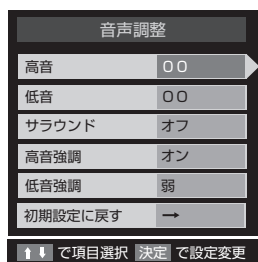 音声調整
高音 00
低音 00
サラウンド オフ
高音強調 オン
低音強調 弱
初期設定に戻す →
⬆⬇ で項目選択 決定 で設定変更